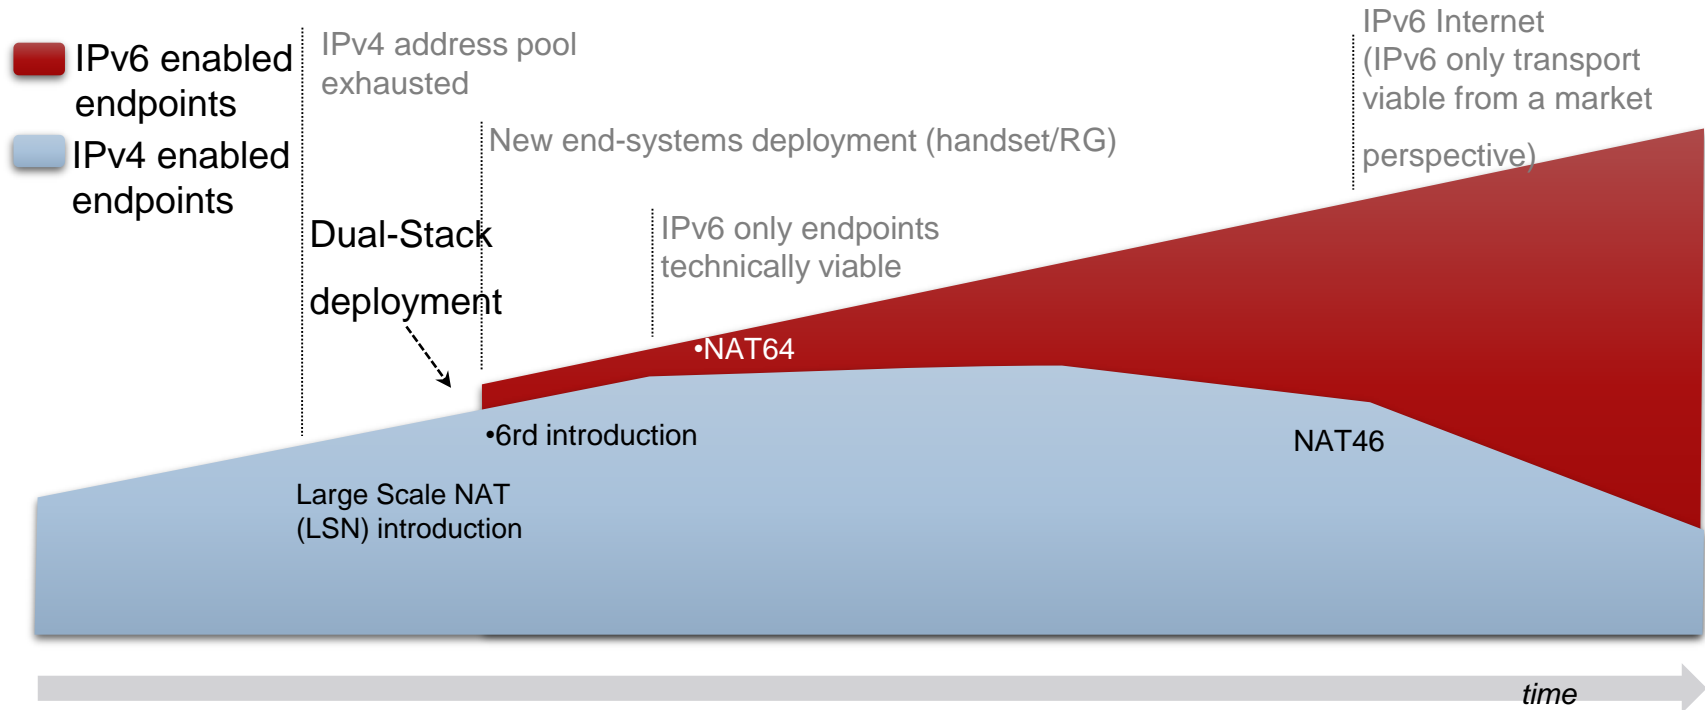 IPv6 enabled
endpoints
IPv4 enabled
endpoints
IPv4 address pool
exhausted
New end-systems deployment (handset/RG)
Dual-Stack
deployment
IPv6 only endpoints
technically viable
IPv6 Internet
(IPv6 only transport
viable from a market
perspective)
•NAT64
•6rd introduction
NAT46
Large Scale NAT
(LSN) introduction
time